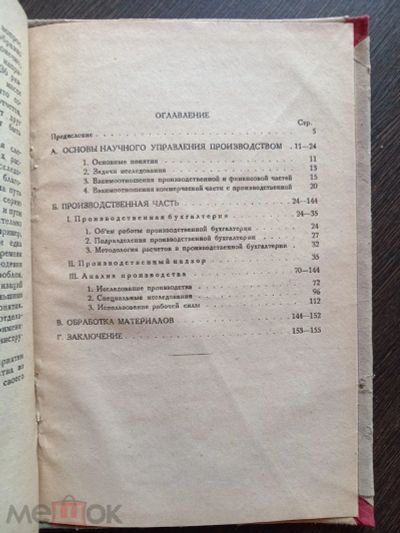 ОГЛАВЛЕНИЕ
Стр.
Предисловие 5
А. ОСНОВЫ НАУЧНОГО УПРАВЛЕНИЯ ПРОИЗВОДСТВОМ . 11—24
1. Основные понятия 11
2. Задачи исследования 13
3. Взаимоотношения производственной и финансовой частей 15
4. Взаимоотношения коммерческой части с производственной 20
Б. ПРОИЗВОДСТВЕННАЯ ЧАСТЬ 24—144
I. Производственная бухгалтерия 24—35
1. Объем работы производственной бухгалтерии 24
2. Подразделения производственной бухгалтерии 27
3. Методология расчетов в производственной бухгалтерии 32
II. Производственный надзор 35
III. Анализ производства 70—144
1. Исследование производства 72
2. Специальные исследования 96
3. Использование рабочей силы 112
В. ОБРАБОТКА МАТЕРИАЛОВ 144—152
Г. ЗАКЛЮЧЕНИЕ 153—155
Мешок